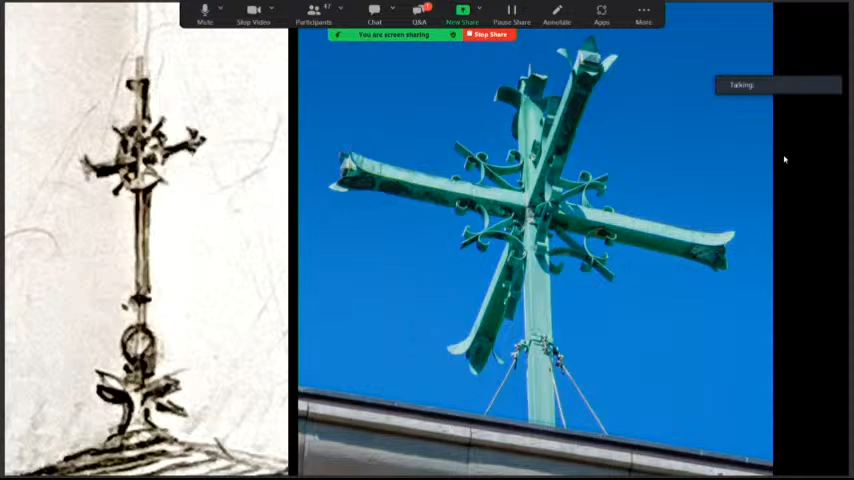 47
1
Mute
Stop Video
Participants
Chat
Q&A
New Share
Pause Share
Annotate
Apps
More
You are screen sharing
Stop Share
Talking: